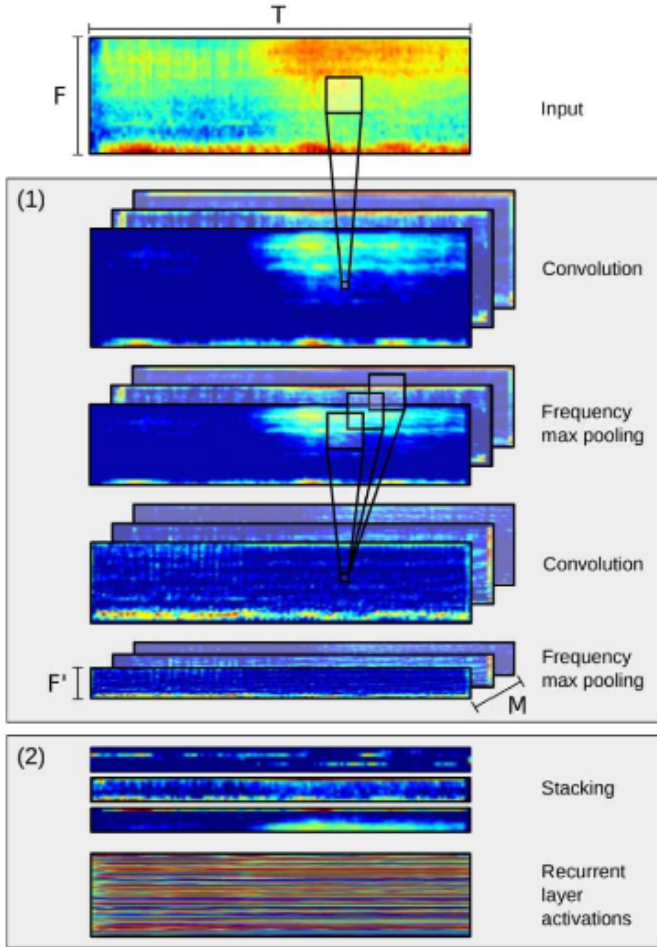 T
F
Input
(1)
Convolution
Frequency
max pooling
Convolution
Frequency
max pooling
F'
M
(2)
Stacking
Recurrent
layer
activations